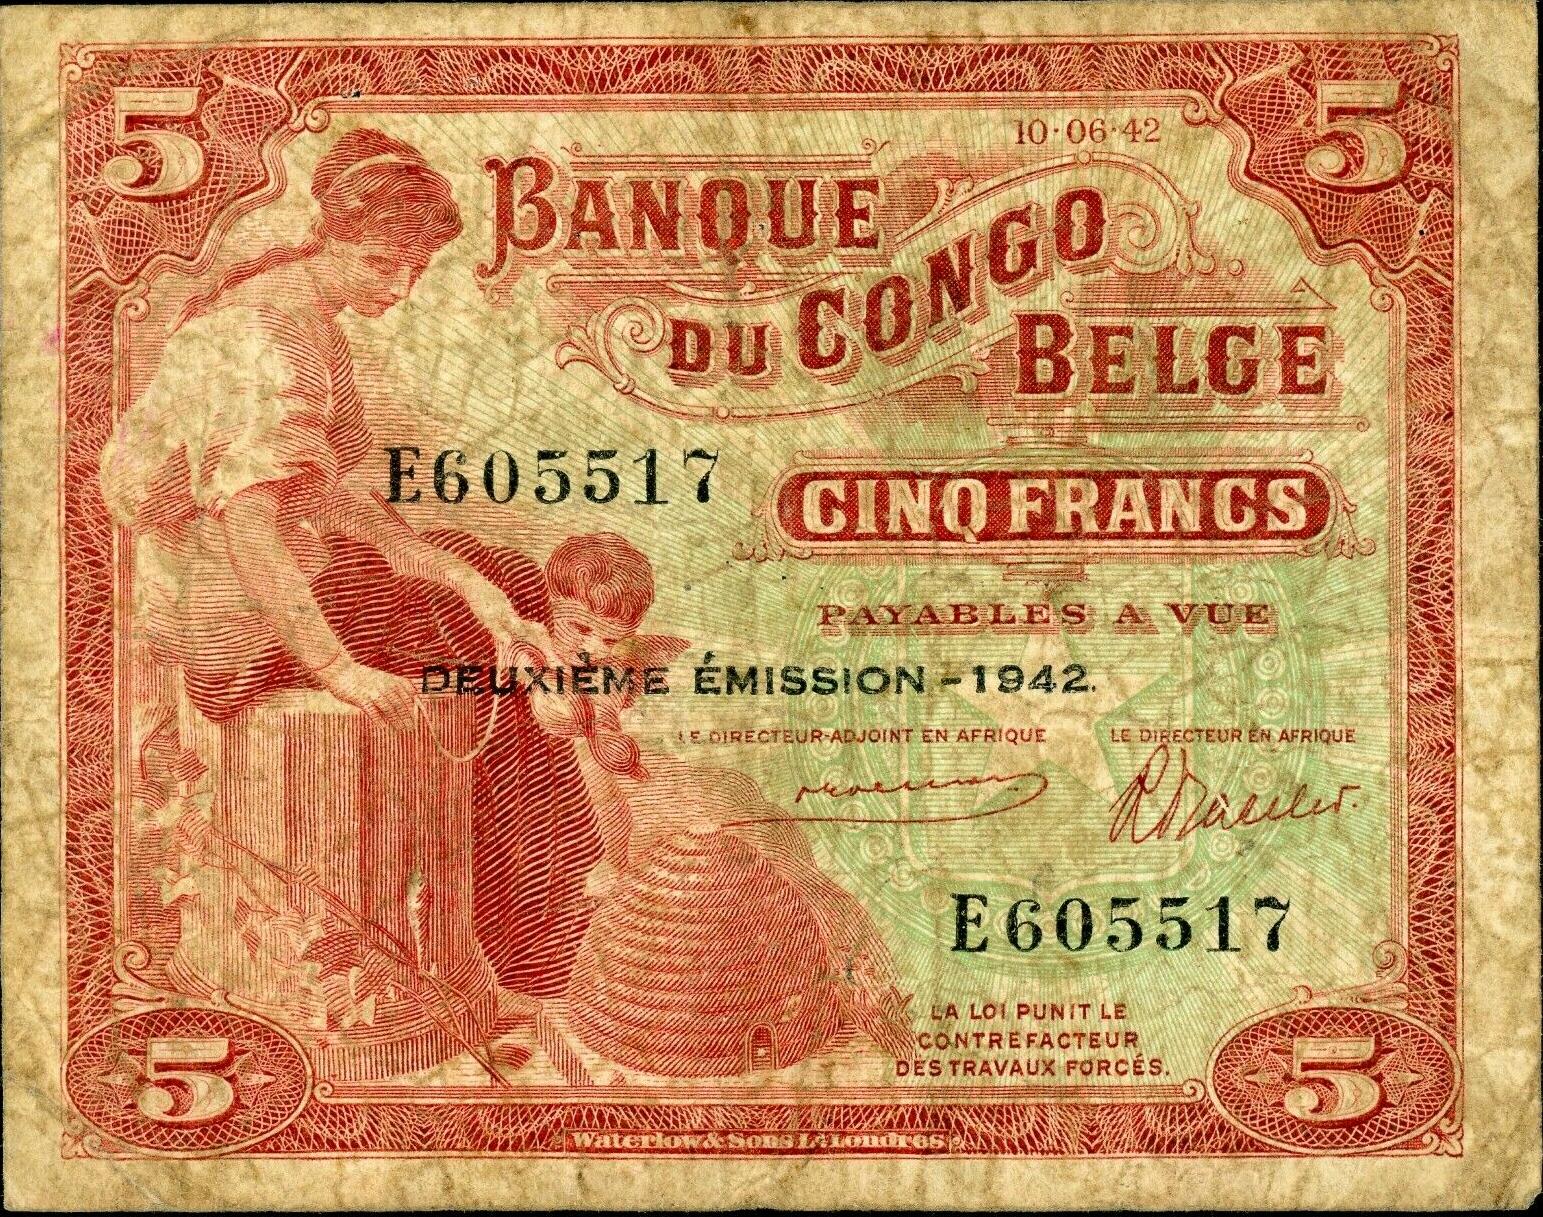 5
5
10·06·42
BANQUE
DU CONGO
BELGE
E605517
CINQ FRANCS
PAYABLES A VUE
DEUXIÈME ÉMISSION - 1942.
LE DIRECTEUR-ADJOINT EN AFRIQUE
LE DIRECTEUR EN AFRIQUE
E605517
LA LOI PUNIT LE
CONTREFACTEUR
DES TRAVAUX FORCÉS.
5
5
Waterlow & Sons Ld Londres